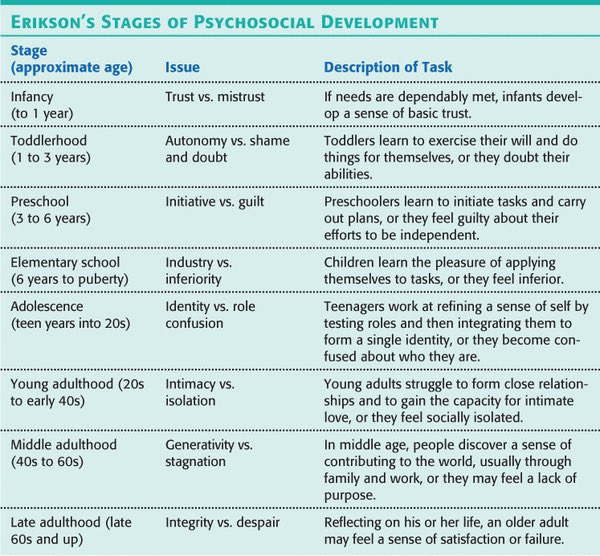 Erikson's Stages of Psychosocial Development
Stage
(approximate age) Issue Description of Task
Infancy Trust vs. mistrust If needs are dependably met, infants devel-
(to 1 year) op a sense of basic trust.
Toddlerhood Autonomy vs. shame Toddlers learn to exercise their will and do
(1 to 3 years) and doubt things for themselves, or they doubt their
abilities.
Preschool Initiative vs. guilt Preschoolers learn to initiate tasks and carry
(3 to 6 years) out plans, or they feel guilty about their
efforts to be independent.
Elementary school Industry vs. Children learn the pleasure of applying
(6 years to puberty) inferiority themselves to tasks, or they feel inferior.
Adolescence Identity vs. role Teenagers work at refining a sense of self by
(teen years into 20s) confusion testing roles and then integrating them to
form a single identity, or they become con-
fused about who they are.
Young adulthood (20s Intimacy vs. Young adults struggle to form close relation-
to early 40s) isolation ships and to gain the capacity for intimate
love, or they feel socially isolated.
Middle adulthood Generativity vs. In middle age, people discover a sense of
(40s to 60s) stagnation contributing to the world, usually through
family and work, or they may feel a lack of
purpose.
Late adulthood (late Integrity vs. despair Reflecting on his or her life, an older adult
60s and up) may feel a sense of satisfaction or failure.